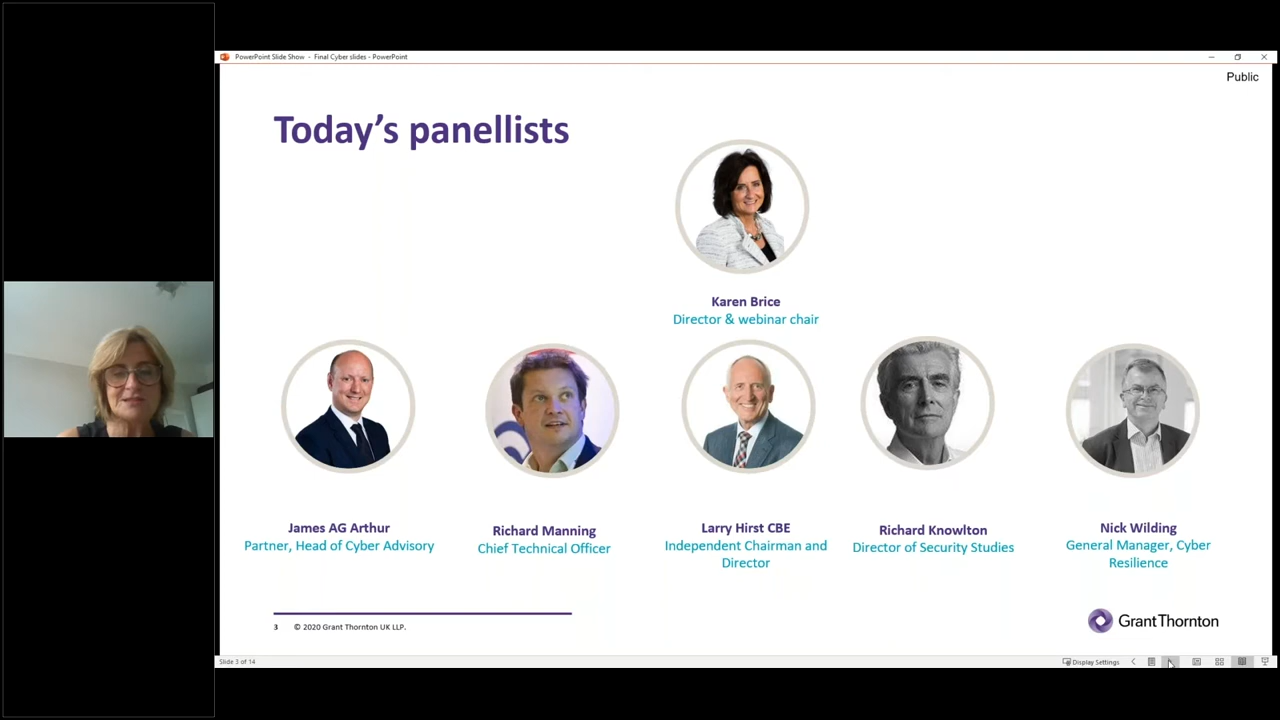 PowerPoint Slide Show - Final Cyber slides - PowerPoint
Public
Today's panellists
Karen Brice
Director & webinar chair
James AG Arthur
Partner, Head of Cyber Advisory
Richard Manning
Chief Technical Officer
Larry Hirst CBE
Independent Chairman and
Director
Richard Knowlton
Director of Security Studies
Nick Wilding
General Manager, Cyber
Resilience
3 © 2020 Grant Thornton UK LLP.
GrantThornton
Slide 3 of 14
Display Settings